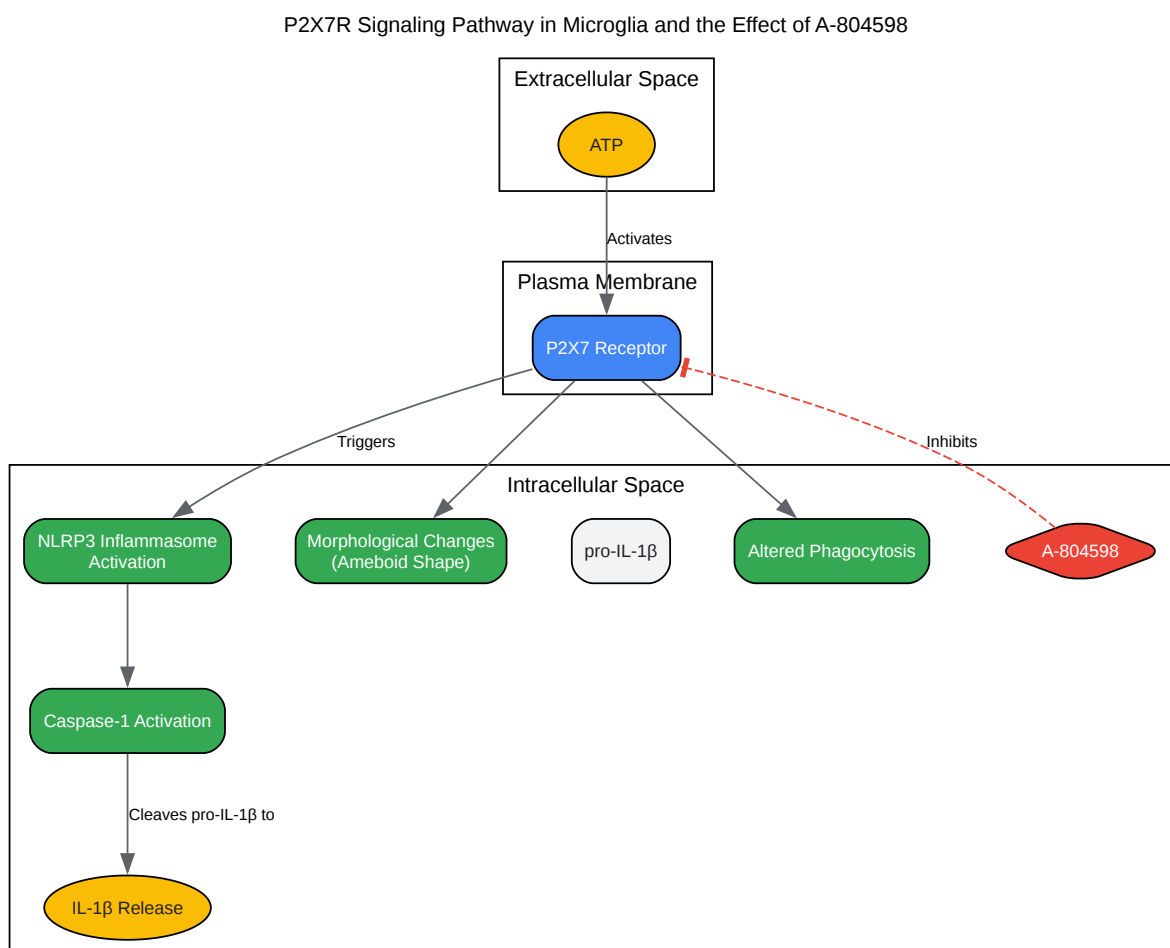 P2X7R Signaling Pathway in Microglia and the Effect of A-804598
Extracellular Space
ATP
Activates
Plasma Membrane
P2X7 Receptor
Triggers
Inhibits
Intracellular Space
NLRP3 Inflammasome
Activation
Morphological Changes
(Ameboid Shape)
pro-IL-1β
Altered Phagocytosis
A-804598
Caspase-1 Activation
Cleaves pro-IL-1β to
IL-1β Release